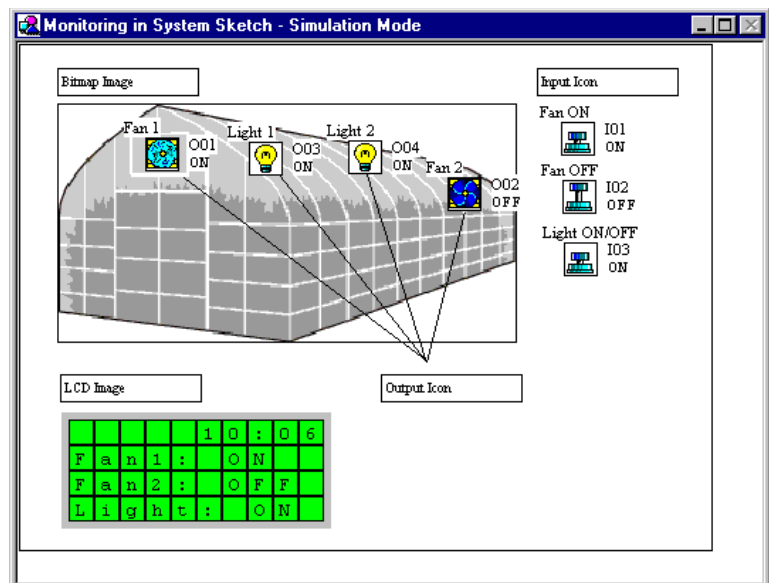 Monitoring in System Sketch - Simulation Mode
Bitmap Image
Input Icon
Fan 1
O01
ON
Light 1
O03
ON
Light 2
O04
ON
Fan 2
O02
OFF
Fan ON
I01
ON
Fan OFF
I02
OFF
Light ON/OFF
I03
ON
LCD Image
Output Icon
10:06
Fan1: ON
Fan2: OFF
Light: ON